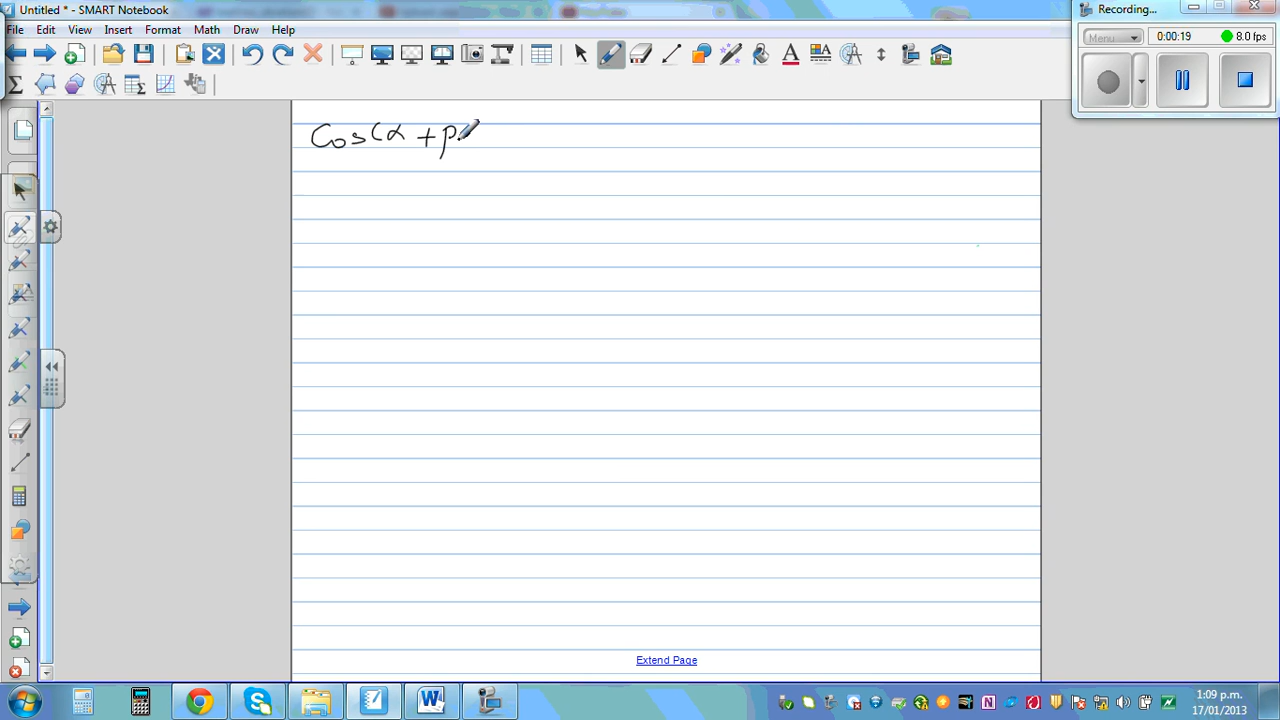 Untitled * - SMART Notebook
Recording...
File Edit View Insert Format Math Draw Help
Menu 0:00:19 8.0 fps
Cos(α + β
Extend Page
1:09 p.m.
17/01/2013